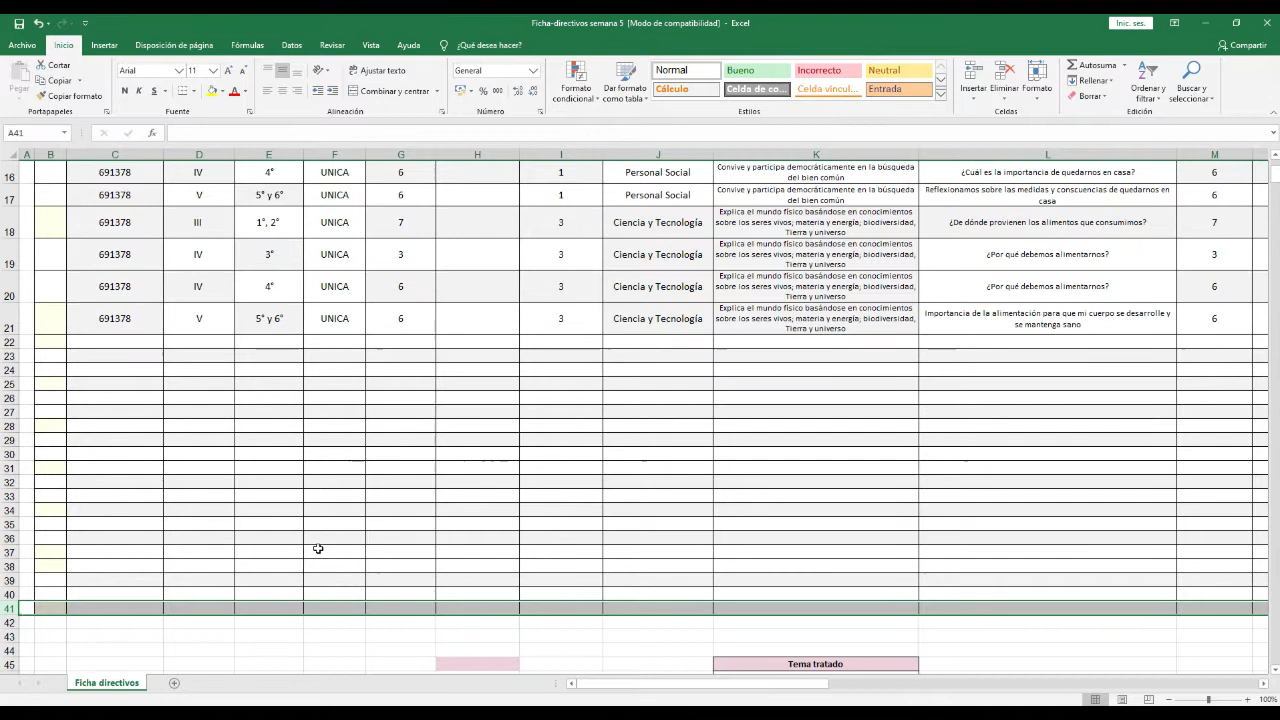 Ficha-directivos semana 5 [Modo de compatibilidad] - Excel
Inic. ses.
Archivo Inicio Insertar Disposición de página Fórmulas Datos Revisar Vista Ayuda ¿Qué desea hacer? Compartir
Pegar Cortar Copiar Copiar formato
Arial 11
N K S
Ajustar texto
Combinar y centrar
General
% 000
Formato condicional Dar formato como tabla
Normal Bueno Incorrecto Neutral
Cálculo Celda de co... Celda vincul... Entrada
Insertar Eliminar Formato
Autosuma
Rellenar
Borrar
Ordenar y filtrar Buscar y seleccionar
Portapapeles Fuente Alineación Número Estilos Celdas Edición
A41 fx
A B C D E F G H I J K L M
16 691378 IV 4° UNICA 6 1 Personal Social Convive y participa democráticamente en la búsqueda del bien común ¿Cuál es la importancia de quedarnos en casa? 6
17 691378 V 5° y 6° UNICA 6 1 Personal Social Convive y participa democráticamente en la búsqueda del bien común Reflexionamos sobre las medidas y conscuencias de quedarnos en casa 6
18 691378 III 1°, 2° UNICA 7 3 Ciencia y Tecnología Explica el mundo físico basándose en conocimientos sobre los seres vivos; materia y energía; biodiversidad, Tierra y universo ¿De dónde provienen los alimentos que consumimos? 7
19 691378 IV 3° UNICA 3 3 Ciencia y Tecnología Explica el mundo físico basándose en conocimientos sobre los seres vivos; materia y energía; biodiversidad, Tierra y universo ¿Por qué debemos alimentarnos? 3
20 691378 IV 4° UNICA 6 3 Ciencia y Tecnología Explica el mundo físico basándose en conocimientos sobre los seres vivos; materia y energía; biodiversidad, Tierra y universo ¿Por qué debemos alimentarnos? 6
21 691378 V 5° y 6° UNICA 6 3 Ciencia y Tecnología Explica el mundo físico basándose en conocimientos sobre los seres vivos; materia y energía; biodiversidad, Tierra y universo Importancia de la alimentación para que mi cuerpo se desarrolle y se mantenga sano 6
22
23
24
25
26
27
28
29
30
31
32
33
34
35
36
37
38
39
40
41
42
43
44
45 Tema tratado
Ficha directivos
100%